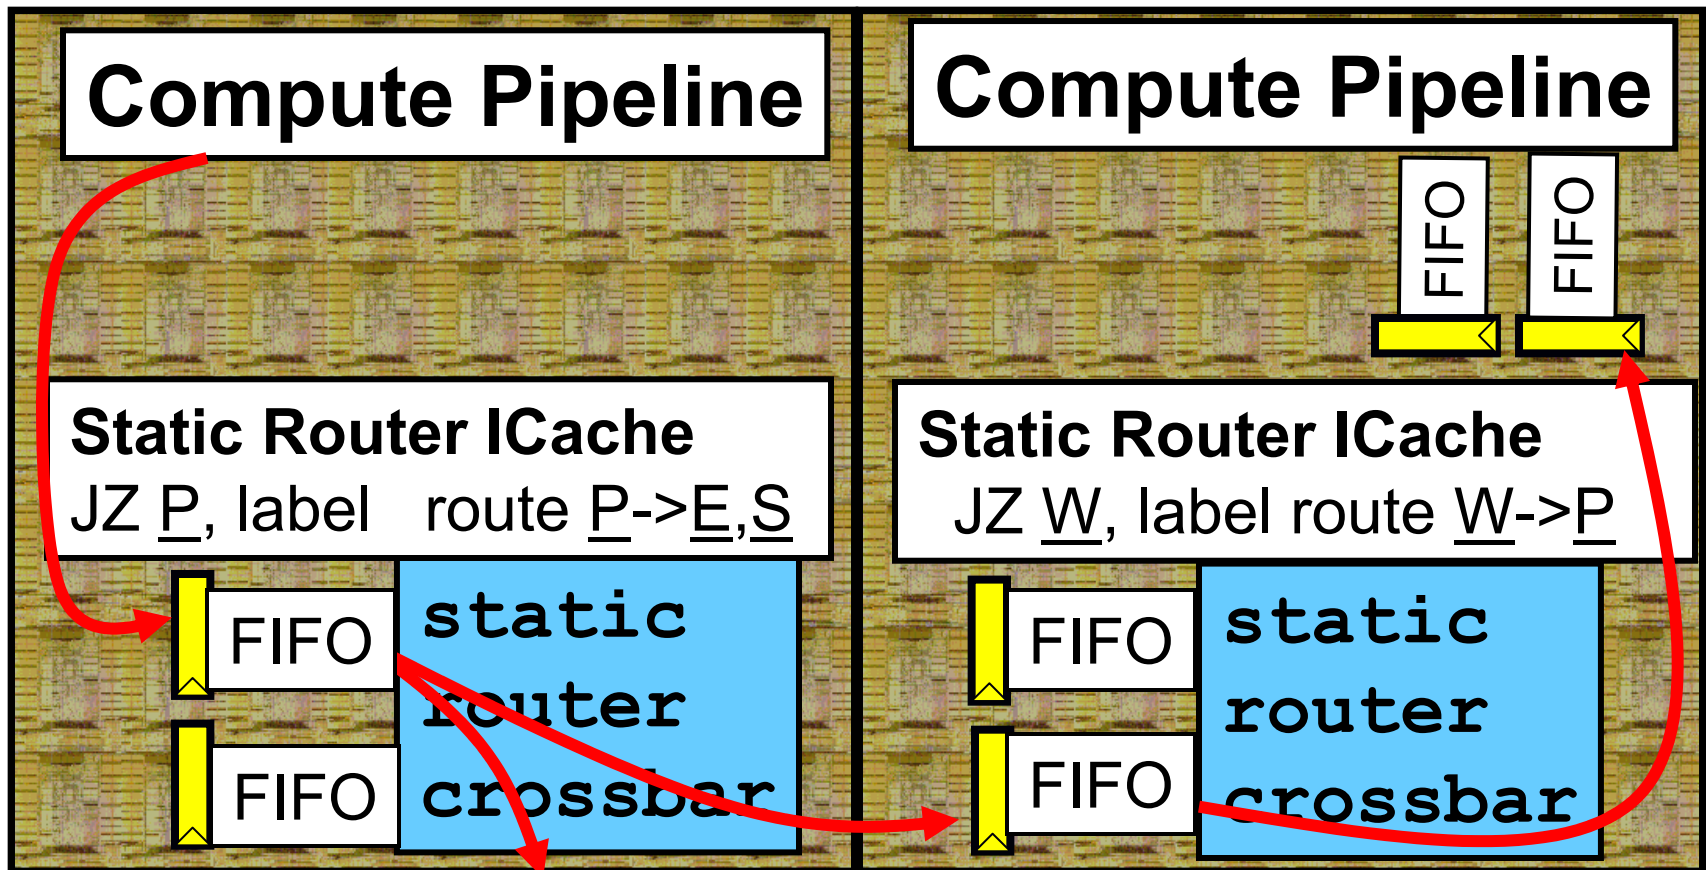 Compute Pipeline
Static Router ICache
JZ P, label route P->E,S
FIFO
FIFO
static
router
crossbar
Compute Pipeline
FIFO
FIFO
Static Router ICache
JZ W, label route W->P
FIFO
FIFO
static
router
crossbar